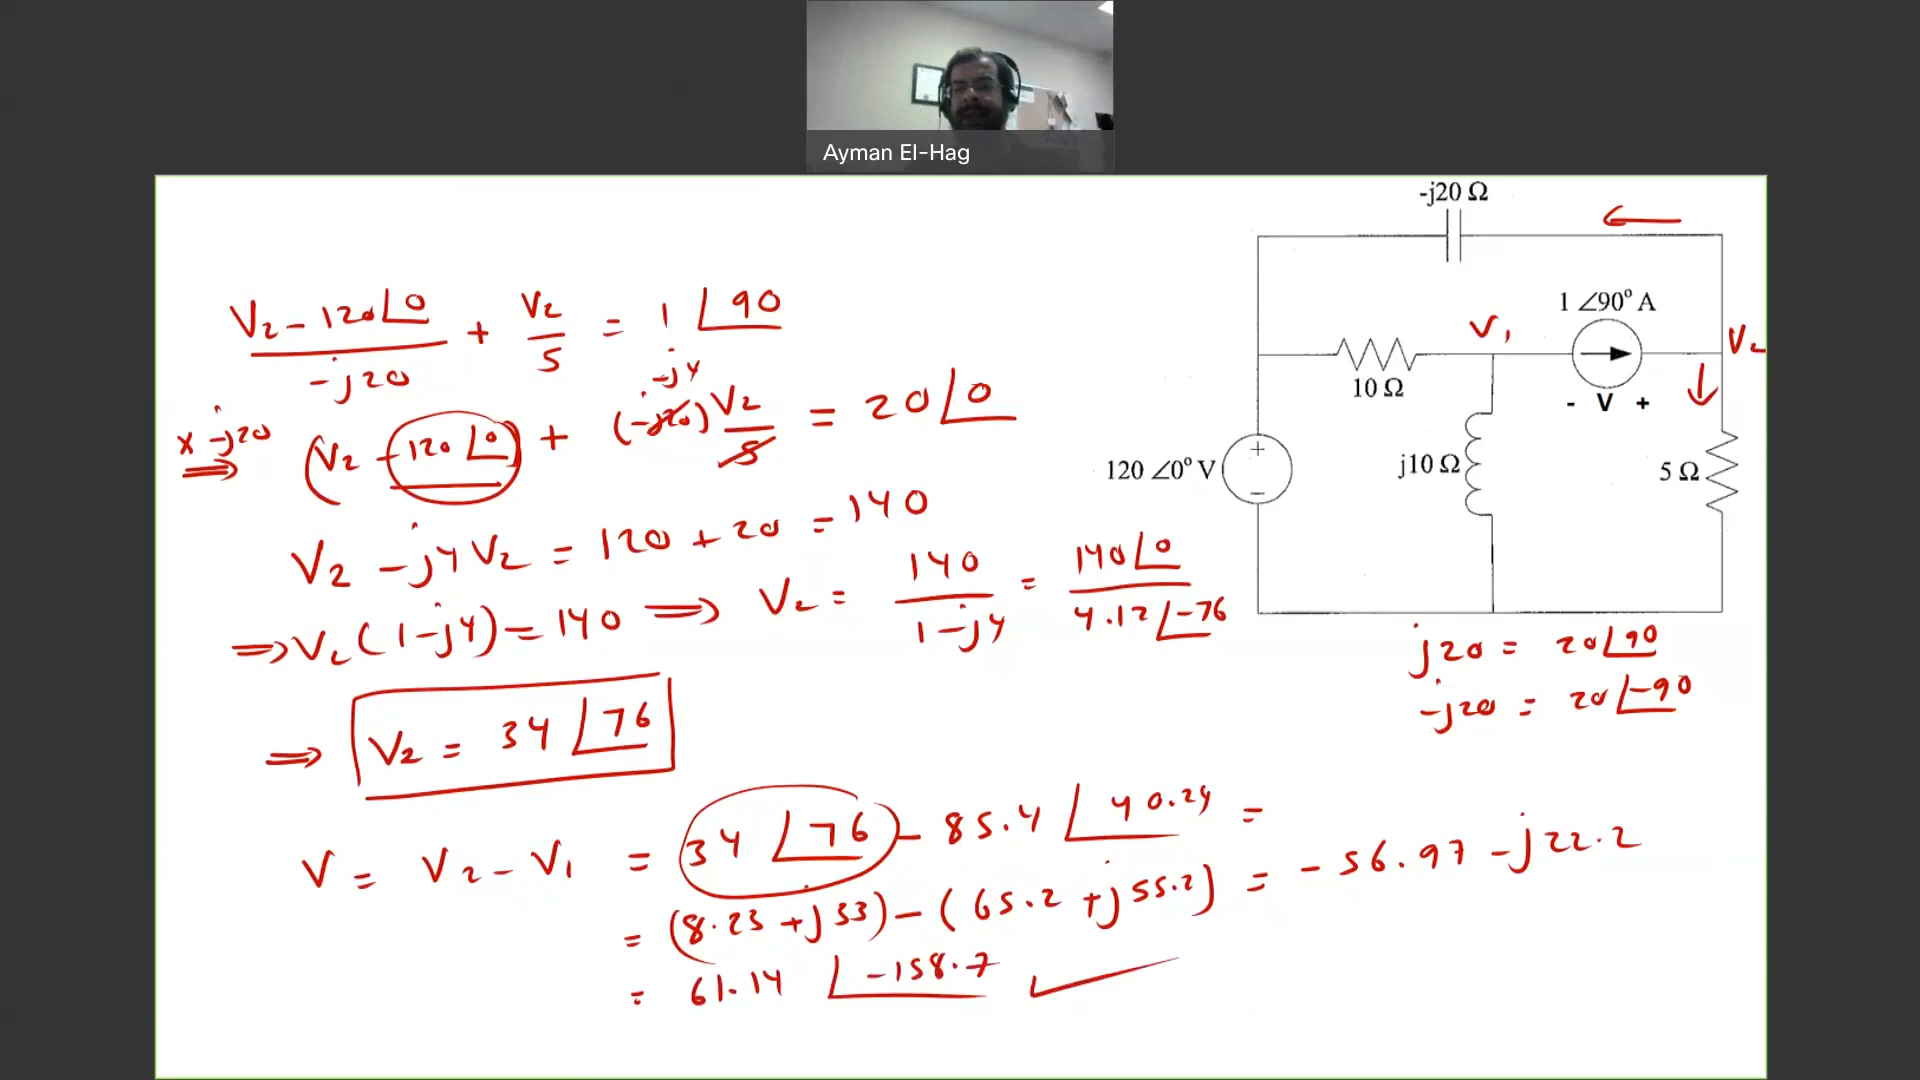 Ayman El-Hag
(V2 - 120∠0)/(-j20) + V2/5 = 1∠90
× -j20 ⇒ (V2 - 120∠0) + (-j20)V2/5 = 20∠0
-j4
V2 - j4V2 = 120 + 20 = 140
⇒ V2(1-j4) = 140 ⇒ V2 = 140/(1-j4) = 140∠0/4.12∠-76
⇒ V2 = 34∠76
V = V2 - V1 = 34∠76 - 85.4∠40.24 =
= (8.23 + j33) - (65.2 + j55.2) = -56.97 - j22.2
= 61.14∠-158.7
-j20 Ω
1 ∠90° A
V1
V2
10 Ω
- V +
120 ∠0° V
+
−
j10 Ω
5 Ω
j20 = 20∠90
-j20 = 20∠-90